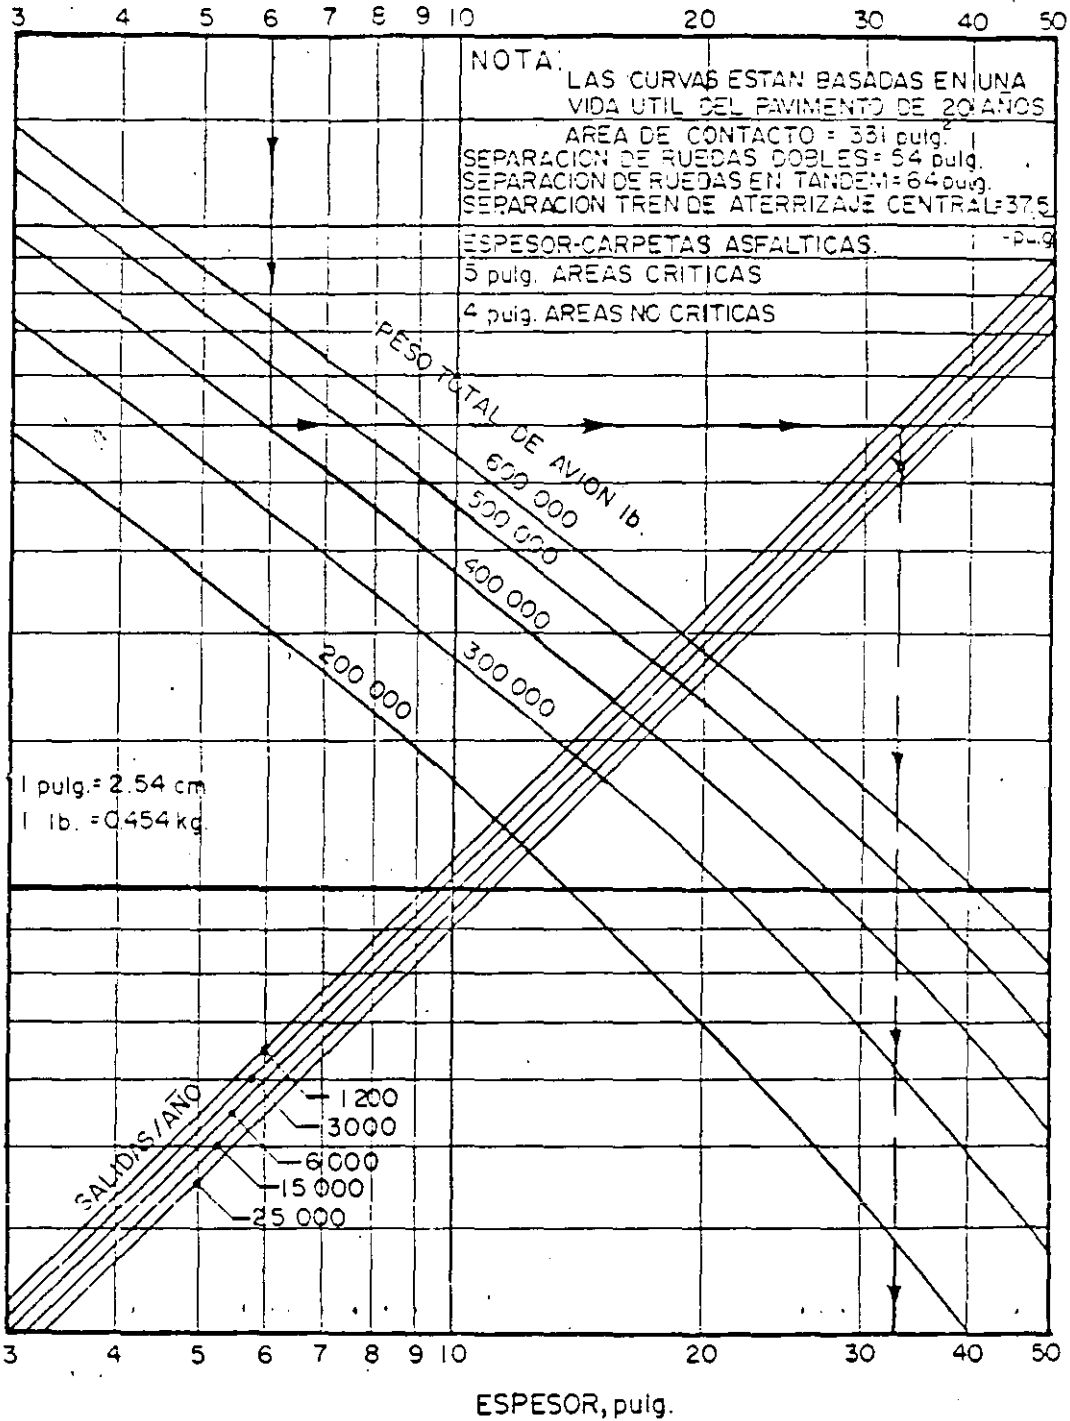 3 4 5 6 7 8 9 10 20 30 40 50
NOTA:
LAS CURVAS ESTAN BASADAS EN UNA
VIDA UTIL DEL PAVIMENTO DE 20 AÑOS
AREA DE CONTACTO = 331 pulg.²
SEPARACION DE RUEDAS DOBLES = 54 pulg.
SEPARACION DE RUEDAS EN TANDEM = 64 pulg.
SEPARACION TREN DE ATERRIZAJE CENTRAL = 37.5
pulg
ESPESOR-CARPETAS ASFALTICAS.
5 pulg. AREAS CRITICAS
4 pulg. AREAS NO CRITICAS
PESO TOTAL DE AVION lb.
600 000
500 000
400 000
300 000
200 000
1 pulg. = 2.54 cm
1 lb. = 0.454 kg.
SALIDAS/AÑO
1200
3000
6000
15 000
25 000
3 4 5 6 7 8 9 10 20 30 40 50
ESPESOR, pulg.